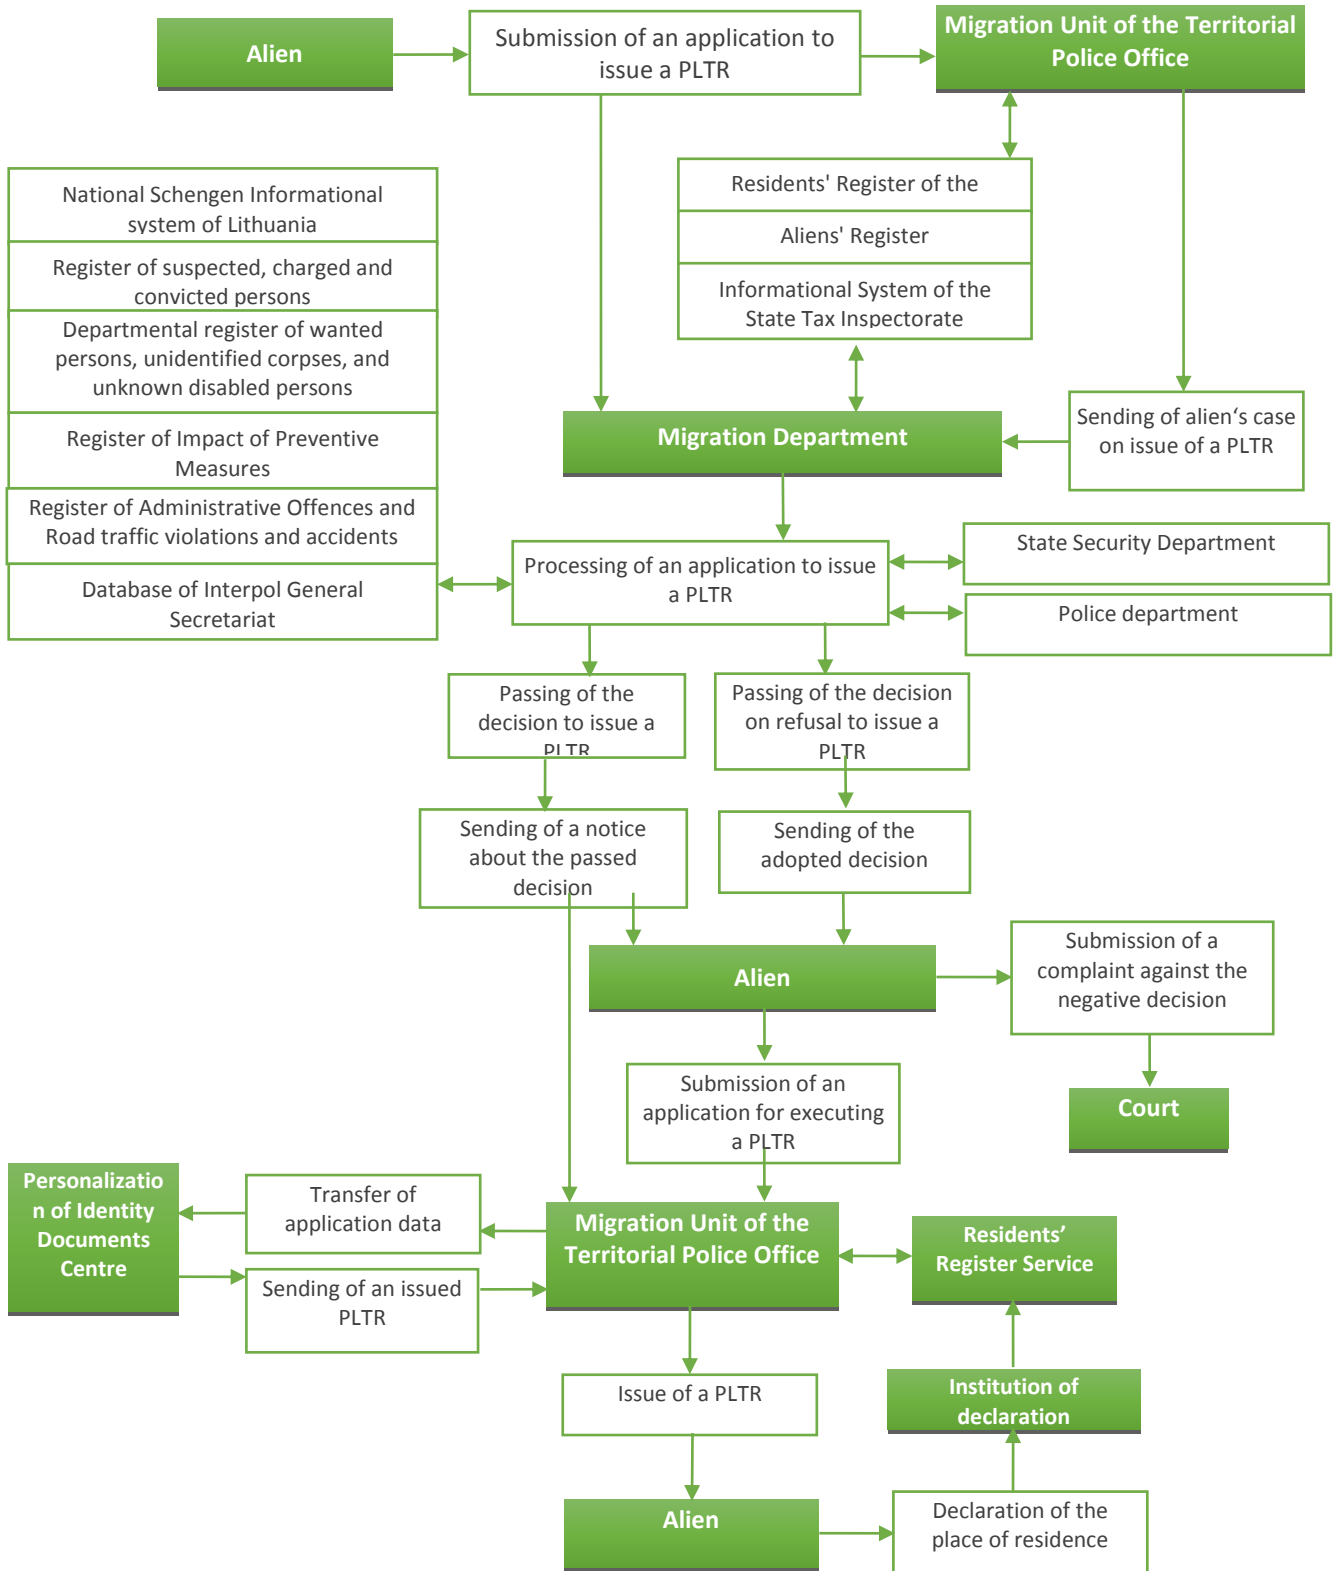 Alien
Submission of an application to
issue a PLTR
Migration Unit of the Territorial
Police Office
National Schengen Informational
system of Lithuania
Register of suspected, charged and
convicted persons
Departmental register of wanted
persons, unidentified corpses, and
unknown disabled persons
Register of Impact of Preventive
Measures
Register of Administrative Offences and
Road traffic violations and accidents
Database of Interpol General
Secretariat
Residents' Register of the
Aliens' Register
Informational System of the
State Tax Inspectorate
Migration Department
Sending of alien‘s case
on issue of a PLTR
Processing of an application to issue
a PLTR
State Security Department
Police department
Passing of the
decision to issue a
PLTR
Passing of the decision
on refusal to issue a
PLTR
Sending of a notice
about the passed
decision
Sending of the
adopted decision
Alien
Submission of a
complaint against the
negative decision
Court
Submission of an
application for executing
a PLTR
Personalizatio
n of Identity
Documents
Centre
Transfer of
application data
Sending of an issued
PLTR
Migration Unit of the
Territorial Police Office
Residents’
Register Service
Issue of a PLTR
Institution of
declaration
Alien
Declaration of the
place of residence